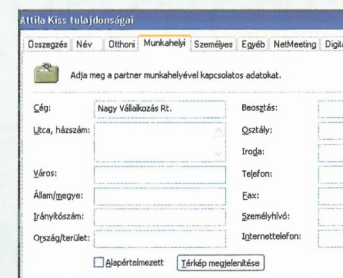 Attila Kiss tulajdonságai
Összegzés Név Otthoni Munkahelyi Személyes Egyéb NetMeeting
Adja meg a partner munkahelyével kapcsolatos adatokat.
Cég: Nagy Vállalkozás Rt. Beosztás:
Utca, házszám: Osztály:
Iroda:
Város: Telefon:
Állam/megye: Fax:
Irányítószám: Személyhívó:
Ország/terület: Internettelefon:
Alapértelmezett Térkép megjelenítése